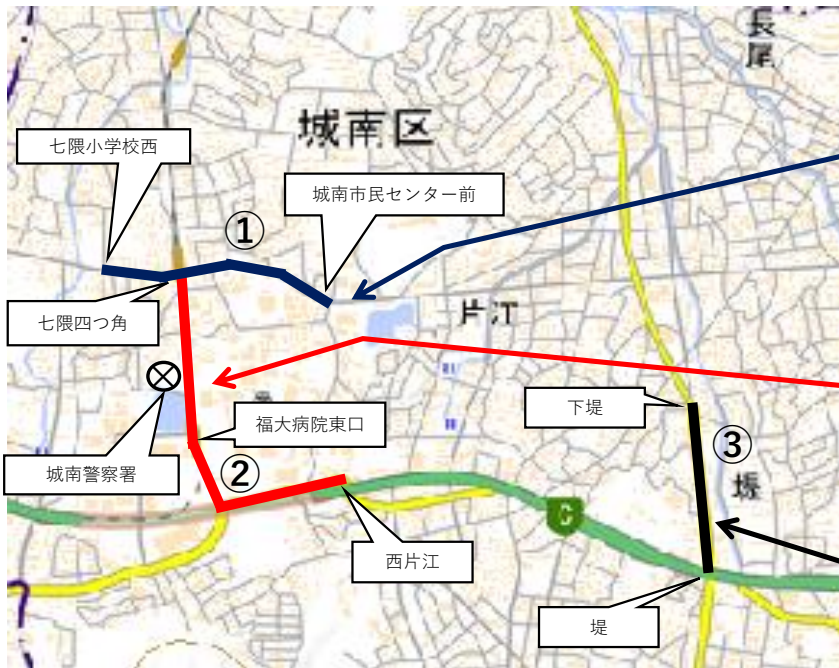 長尾
城南区
七隈小学校西
城南市民センター前
①
七隈四つ角
片江
下堤
福大病院東口
③
②
城南警察署
堤
西片江
堤